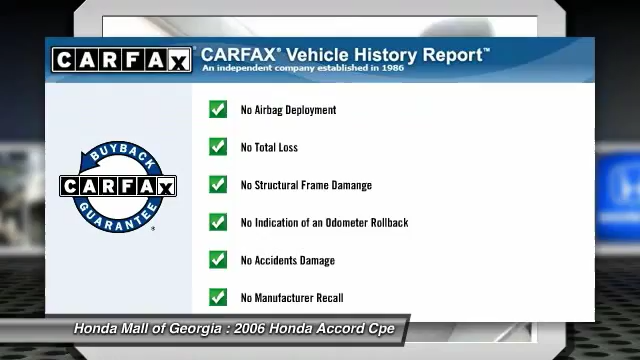 CARFAX
CARFAX® Vehicle History Report™
An independent company established in 1986
No Airbag Deployment
No Total Loss
No Structural Frame Damange
No Indication of an Odometer Rollback
No Accidents Damage
No Manufacturer Recall
BUYBACK
CARFAX
GUARANTEE®
Honda Mall of Georgia : 2006 Honda Accord Cpe